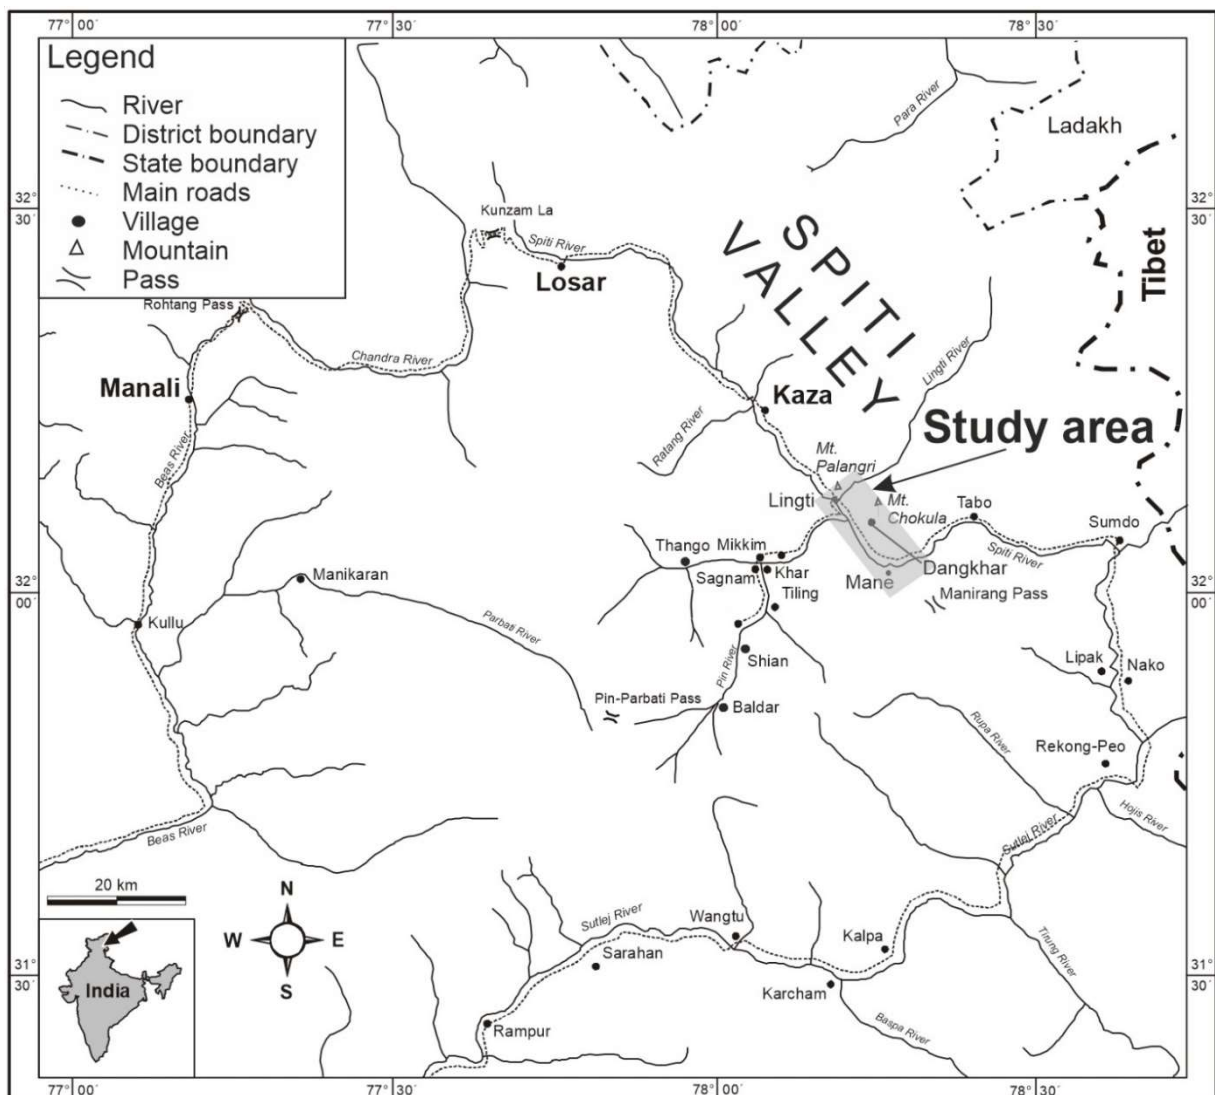 77° 00´
77° 30´
78° 00´
78° 30´
Legend
River
District boundary
State boundary
Main roads
Village
Mountain
Pass
Para River
Ladakh
32°
30´
32°
30´
Kunzam La
Spiti River
SPITI
VALLEY
Tibet
Losar
Rohtang Pass
Chandra River
Lingti River
Manali
Kaza
Study area
Beas River
Ratang River
Mt.
Palangri
Lingti
Mt.
Chokula
Tabo
Sumdo
Spiti River
Thango
Mikkim
Dangkhar
Manikaran
Sagnam
Khar
Mane
Tiling
Manirang Pass
32°
00´
32°
00´
Kullu
Parbati River
Pin River
Shian
Lipak
Nako
Pin-Parbati Pass
Baldar
Rupa River
Rekong-Peo
Hojis River
Beas River
Sutlej River
20 km
N
W
E
S
Sutlej River
Wangtu
Kalpa
Sarahan
Tirung River
31°
30´
31°
30´
India
Karcham
Rampur
Baspa River
77° 00´
77° 30´
78° 00´
78° 30´